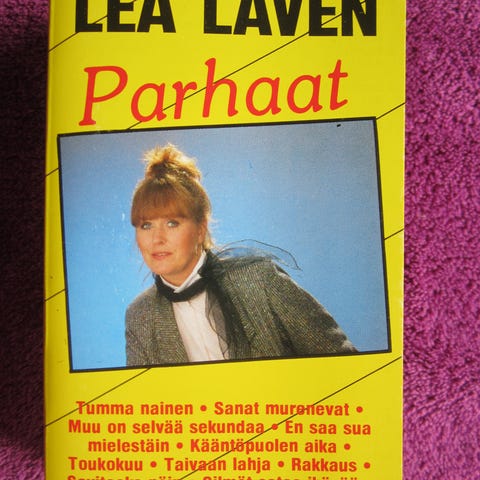 LEA LAVEN
Parhaat
Tumma nainen • Sanat murenevat •
Muu on selvää sekundaa • En saa sua
mielestäin • Kääntöpuolen aika •
Toukokuu • Taivaan lahja • Rakkaus •